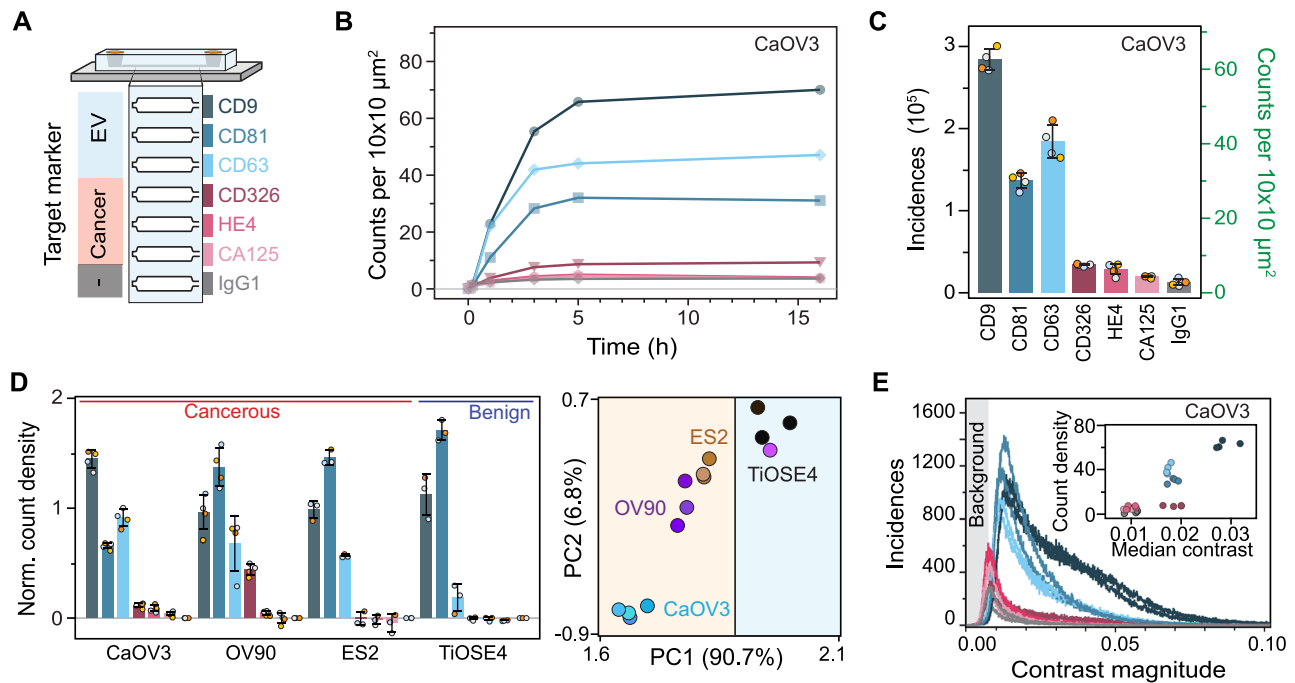 A
Target marker
EV
Cancer
–
CD9
CD81
CD63
CD326
HE4
CA125
IgG1
B
CaOV3
Counts per 10x10 µm²
80
60
40
20
0
0
5
10
15
Time (h)
C
CaOV3
Incidences (10⁵)
3
2
1
0
Counts per 10x10 µm²
60
40
20
0
CD9
CD81
CD63
CD326
HE4
CA125
IgG1
D
Norm. count density
2
1
0
Cancerous
Benign
CaOV3
OV90
ES2
TiOSE4
PC2 (6.8%)
0.7
-0.9
ES2
TiOSE4
OV90
CaOV3
1.6
PC1 (90.7%)
2.1
E
Incidences
1600
1400
1200
900
600
400
200
0
Background
CaOV3
Count density
80
40
0
0.01
0.02
0.03
Median contrast
0.00
0.05
0.10
Contrast magnitude